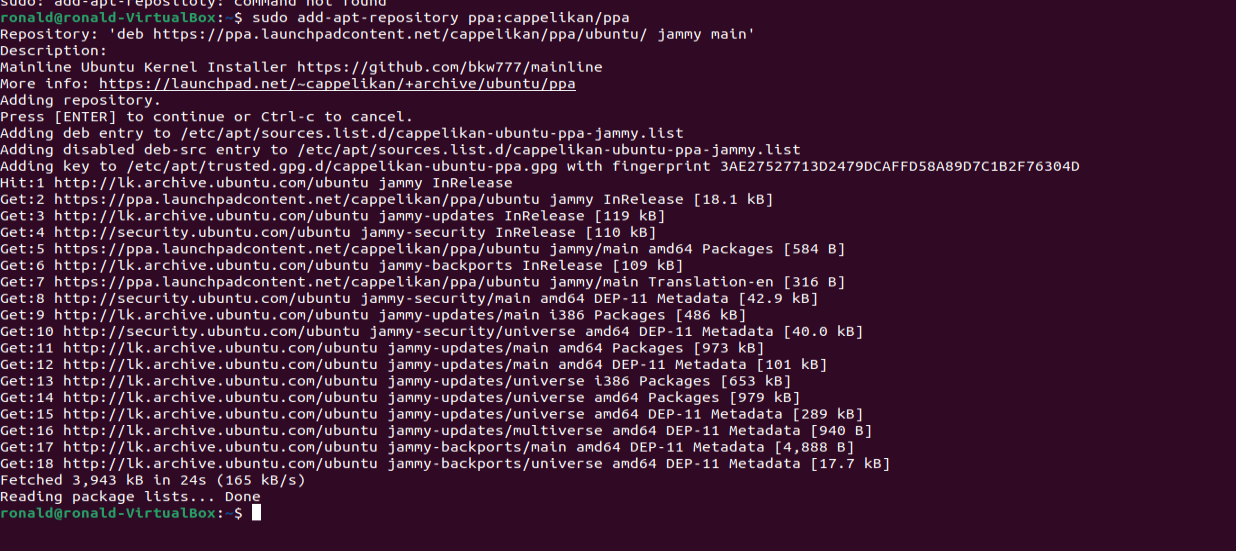 sudo: add-apt-repositoty: command not found
ronald@ronald-VirtualBox:~$ sudo add-apt-repository ppa:cappelikan/ppa
Repository: 'deb https://ppa.launchpadcontent.net/cappelikan/ppa/ubuntu/ jammy main'
Description:
Mainline Ubuntu Kernel Installer https://github.com/bkw777/mainline
More info: https://launchpad.net/~cappelikan/+archive/ubuntu/ppa
Adding repository.
Press [ENTER] to continue or Ctrl-c to cancel.
Adding deb entry to /etc/apt/sources.list.d/cappelikan-ubuntu-ppa-jammy.list
Adding disabled deb-src entry to /etc/apt/sources.list.d/cappelikan-ubuntu-ppa-jammy.list
Adding key to /etc/apt/trusted.gpg.d/cappelikan-ubuntu-ppa.gpg with fingerprint 3AE27527713D2479DCAFFD58A89D7C1B2F76304D
Hit:1 http://lk.archive.ubuntu.com/ubuntu jammy InRelease
Get:2 https://ppa.launchpadcontent.net/cappelikan/ppa/ubuntu jammy InRelease [18.1 kB]
Get:3 http://lk.archive.ubuntu.com/ubuntu jammy-updates InRelease [119 kB]
Get:4 http://security.ubuntu.com/ubuntu jammy-security InRelease [110 kB]
Get:5 https://ppa.launchpadcontent.net/cappelikan/ppa/ubuntu jammy/main amd64 Packages [584 B]
Get:6 http://lk.archive.ubuntu.com/ubuntu jammy-backports InRelease [109 kB]
Get:7 https://ppa.launchpadcontent.net/cappelikan/ppa/ubuntu jammy/main Translation-en [316 B]
Get:8 http://security.ubuntu.com/ubuntu jammy-security/main amd64 DEP-11 Metadata [42.9 kB]
Get:9 http://lk.archive.ubuntu.com/ubuntu jammy-updates/main i386 Packages [486 kB]
Get:10 http://security.ubuntu.com/ubuntu jammy-security/universe amd64 DEP-11 Metadata [40.0 kB]
Get:11 http://lk.archive.ubuntu.com/ubuntu jammy-updates/main amd64 Packages [973 kB]
Get:12 http://lk.archive.ubuntu.com/ubuntu jammy-updates/main amd64 DEP-11 Metadata [101 kB]
Get:13 http://lk.archive.ubuntu.com/ubuntu jammy-updates/universe i386 Packages [653 kB]
Get:14 http://lk.archive.ubuntu.com/ubuntu jammy-updates/universe amd64 Packages [979 kB]
Get:15 http://lk.archive.ubuntu.com/ubuntu jammy-updates/universe amd64 DEP-11 Metadata [289 kB]
Get:16 http://lk.archive.ubuntu.com/ubuntu jammy-updates/multiverse amd64 DEP-11 Metadata [940 B]
Get:17 http://lk.archive.ubuntu.com/ubuntu jammy-backports/main amd64 DEP-11 Metadata [4,888 B]
Get:18 http://lk.archive.ubuntu.com/ubuntu jammy-backports/universe amd64 DEP-11 Metadata [17.7 kB]
Fetched 3,943 kB in 24s (165 kB/s)
Reading package lists... Done
ronald@ronald-VirtualBox:~$